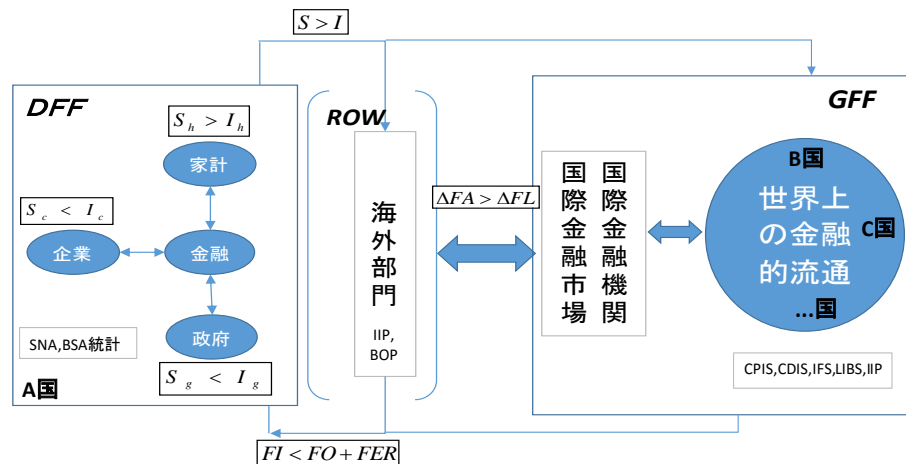 S > I
DFF
S_h > I_h
家計
S_c < I_c
企業
金融
政府
SNA,BSA統計
S_g < I_g
A国
ROW
海外部門
IIP,
BOP
ΔFA > ΔFL
GFF
国際金融機関
国際金融市場
B国
世界上
の金融
的流通
C国
...国
CPIS,CDIS,IFS,LIBS,IIP
FI < FO + FER